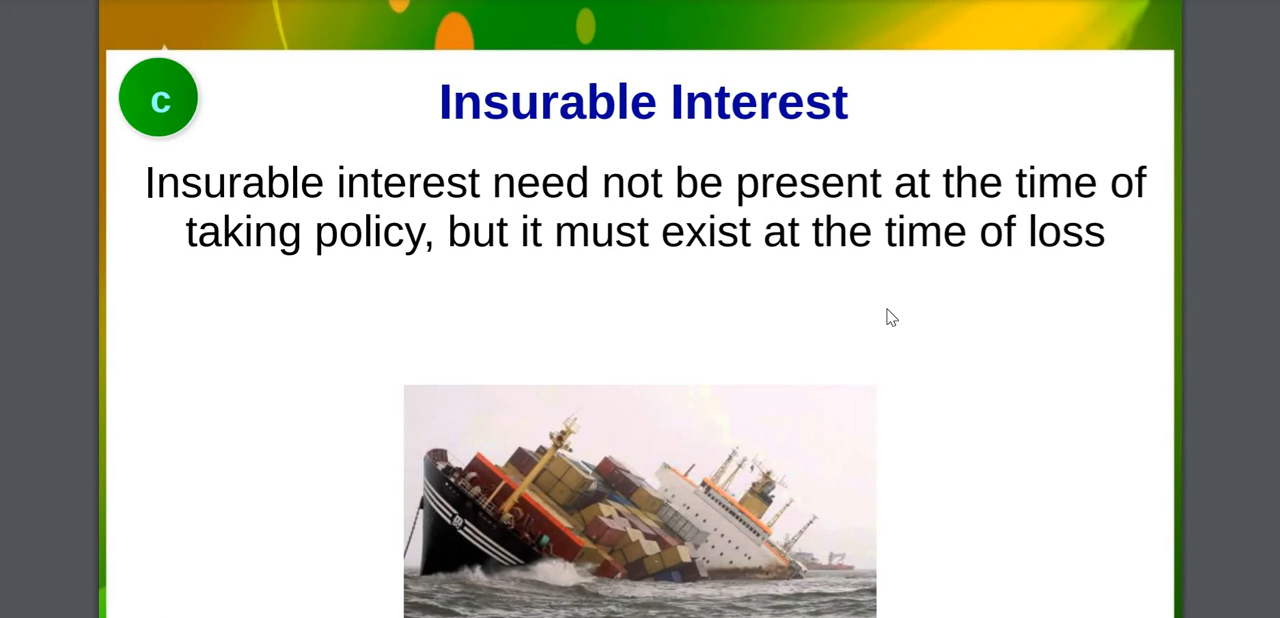 c
Insurable Interest
Insurable interest need not be present at the time of
taking policy, but it must exist at the time of loss